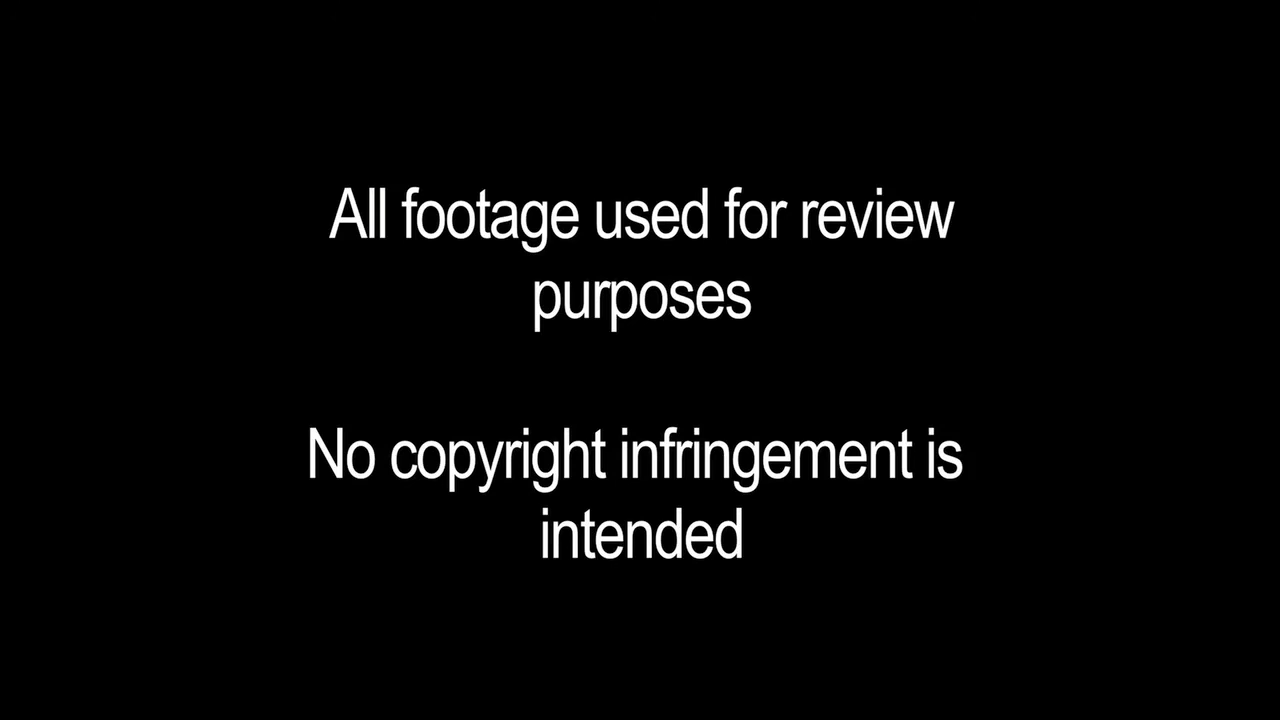 All footage used for review
purposes
No copyright infringement is
intended